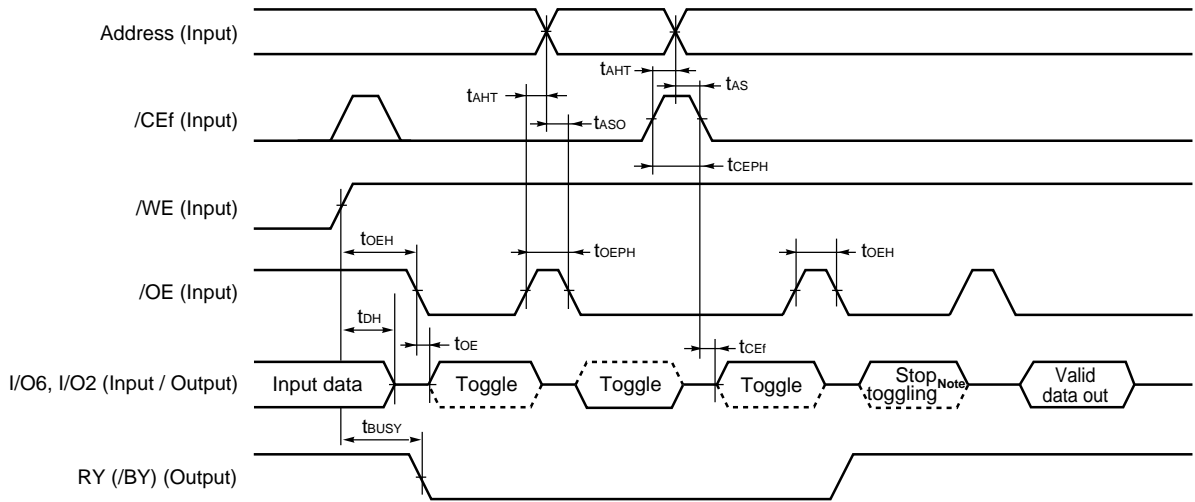 Address (Input)
tAHT
tAS
tAHT
/CEf (Input)
tASO
tCEPH
/WE (Input)
tOEH
tOEPH
tOEH
/OE (Input)
tDH
tOE
tCEf
I/O6, I/O2 (Input / Output)
Input data
Toggle
Toggle
Toggle
Stop Note
toggling
Valid
data out
tBUSY
RY (/BY) (Output)